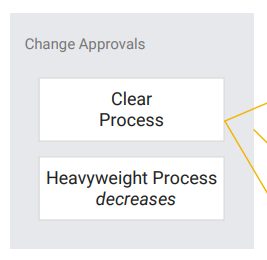 Change Approvals
Clear
Process
Heavyweight Process
decreases